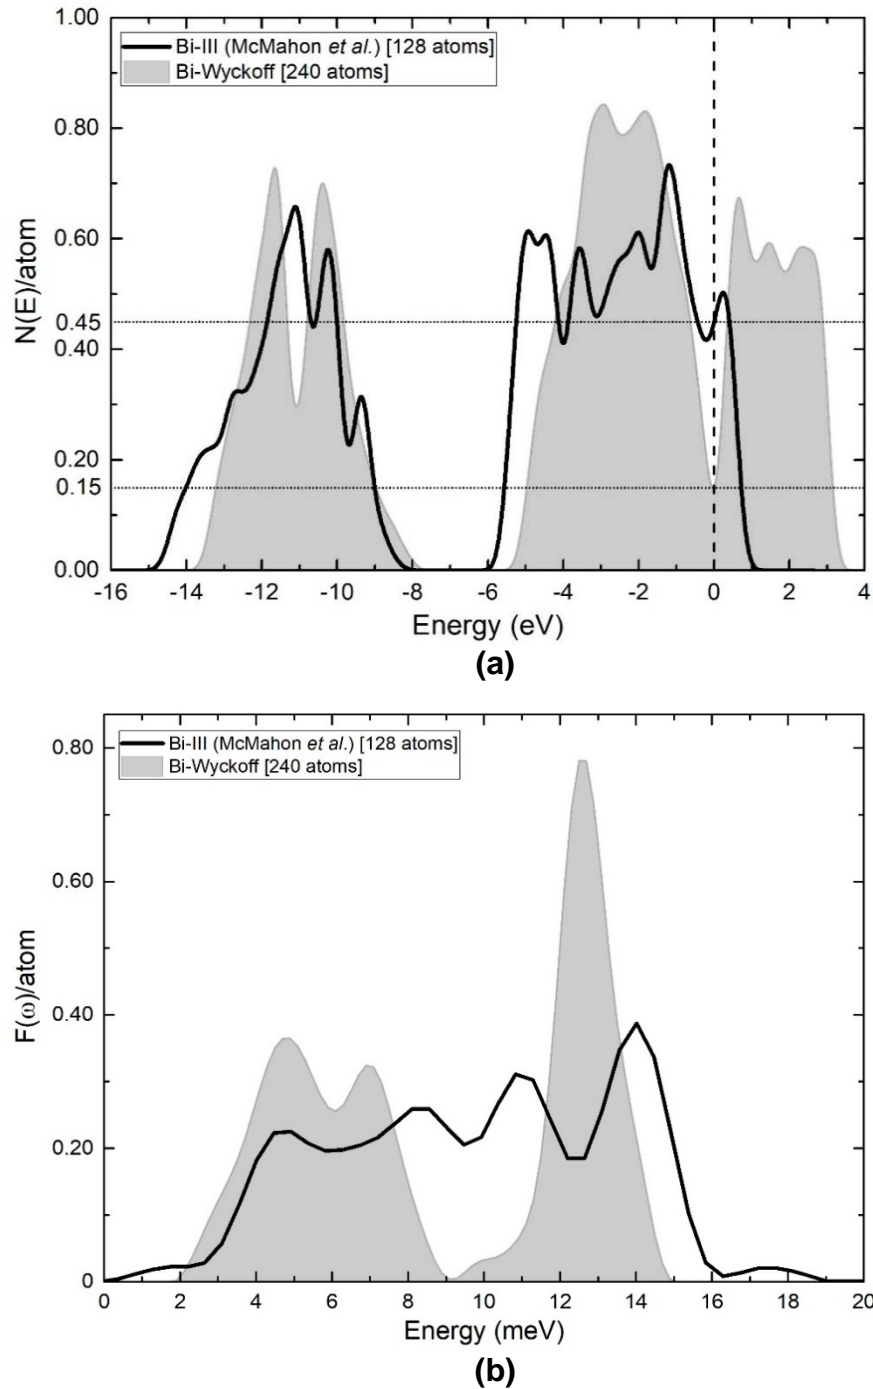 1.00
Bi-III (McMahon et al.) [128 atoms]
Bi-Wyckoff [240 atoms]
0.80
0.60
0.45
0.40
0.20
0.15
0.00
N(E)/atom
-16 -14 -12 -10 -8 -6 -4 -2 0 2 4
Energy (eV)
(a)
Bi-III (McMahon et al.) [128 atoms]
Bi-Wyckoff [240 atoms]
0.80
0.60
0.40
0.20
0
F(ω)/atom
0 2 4 6 8 10 12 14 16 18 20
Energy (meV)
(b)